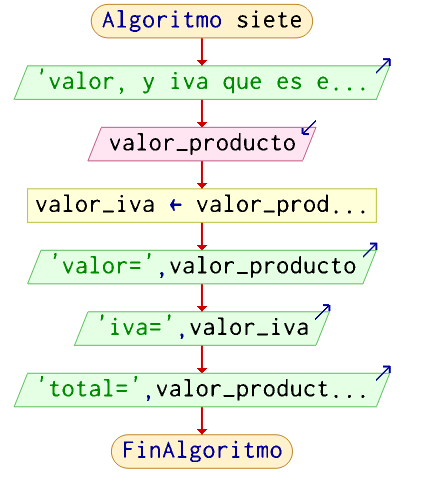 Algoritmo siete
'valor, y iva que es e...
valor_producto
valor_iva ← valor_prod...
'valor=',valor_producto
'iva=',valor_iva
'total=',valor_product...
FinAlgoritmo